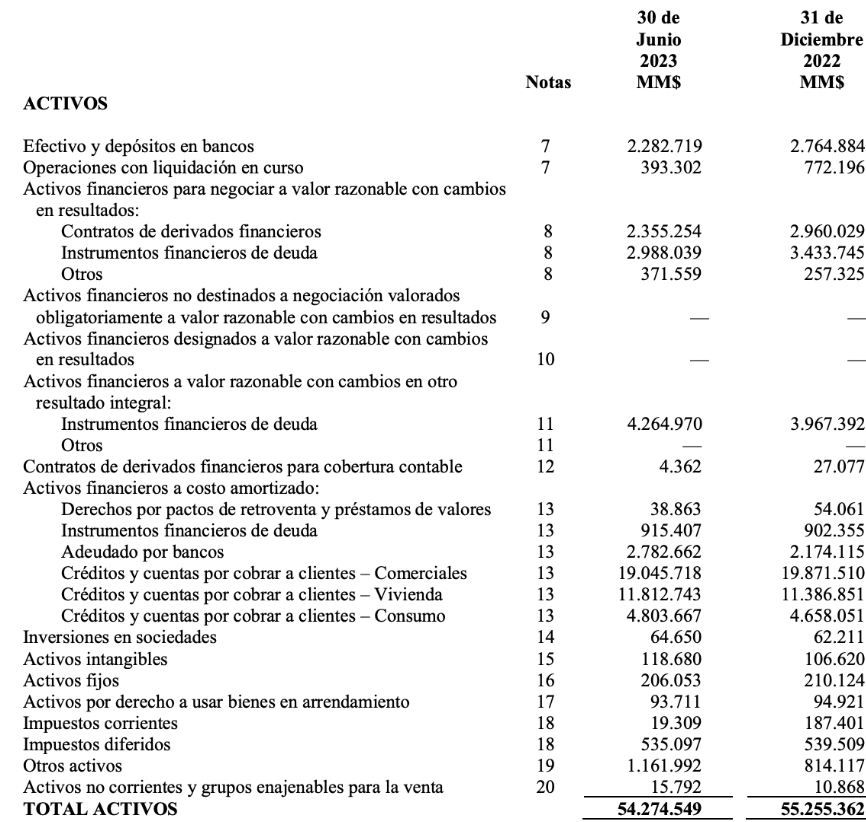 30 de 31 de
Junio Diciembre
2023 2022
Notas MM$ MM$
ACTIVOS
Efectivo y depósitos en bancos 7 2.282.719 2.764.884
Operaciones con liquidación en curso 7 393.302 772.196
Activos financieros para negociar a valor razonable con cambios
en resultados:
Contratos de derivados financieros 8 2.355.254 2.960.029
Instrumentos financieros de deuda 8 2.988.039 3.433.745
Otros 8 371.559 257.325
Activos financieros no destinados a negociación valorados
obligatoriamente a valor razonable con cambios en resultados 9 — —
Activos financieros designados a valor razonable con cambios
en resultados 10 — —
Activos financieros a valor razonable con cambios en otro
resultado integral:
Instrumentos financieros de deuda 11 4.264.970 3.967.392
Otros 11 — —
Contratos de derivados financieros para cobertura contable 12 4.362 27.077
Activos financieros a costo amortizado:
Derechos por pactos de retroventa y préstamos de valores 13 38.863 54.061
Instrumentos financieros de deuda 13 915.407 902.355
Adeudado por bancos 13 2.782.662 2.174.115
Créditos y cuentas por cobrar a clientes – Comerciales 13 19.045.718 19.871.510
Créditos y cuentas por cobrar a clientes – Vivienda 13 11.812.743 11.386.851
Créditos y cuentas por cobrar a clientes – Consumo 13 4.803.667 4.658.051
Inversiones en sociedades 14 64.650 62.211
Activos intangibles 15 118.680 106.620
Activos fijos 16 206.053 210.124
Activos por derecho a usar bienes en arrendamiento 17 93.711 94.921
Impuestos corrientes 18 19.309 187.401
Impuestos diferidos 18 535.097 539.509
Otros activos 19 1.161.992 814.117
Activos no corrientes y grupos enajenables para la venta 20 15.792 10.868
TOTAL ACTIVOS 54.274.549 55.255.362